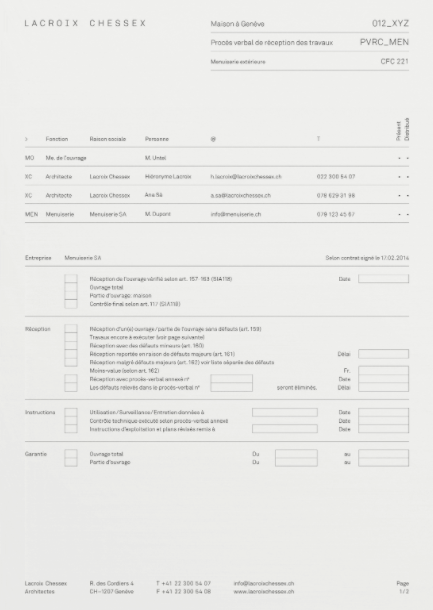 LACROIX CHESSEX
Maison à Genève 012_XYZ
Procès verbal de réception des travaux PVRC_MEN
Menuiserie extérieure CFC 221
Fonction Raison sociale Personne @ T Présent Distribué
MO Me. de l'ouvrage M. Untel - -
XC Architecte Lacroix Chessex Hiéronyme Lacroix h.lacroix@lacroixchessex.ch 022 300 54 07 - -
XC Architecte Lacroix Chessex Ana Sá a.sa@lacroixchessex.ch - -
MEN Menuiserie Menuiserie SA M. Dupont info@menuiserie.ch 079 123 45 67 - -
Entreprise Menuiserie SA Selon contrat signé le 17.02.2014
Réception de l'ouvrage vérifié selon art. 157-163 (SIA118) Date
Ouvrage total
Partie d'ouvrage: maison
Contrôle final selon art. 117 (SIA118)
Réception Réception d'un(e) ouvrage/partie de l'ouvrage sans défauts (art. 159)
Travaux encore à exécuter (voir page suivante)
Réception avec des défauts mineurs (art. 160)
Réception reportée en raison de défauts majeurs (art. 161) Délai
Réception malgré défauts majeurs (art. 162) voir liste séparée des défauts
Moins-value (selon art. 162) Fr.
Réception avec procès-verbal annexé n° Date
Les défauts relevés dans le procès-verbal n° seront éliminés. Délai
Instructions Utilisation/Surveillance/Entretien données à Date
Contrôle technique exécuté selon procès-verbal annexé Date
Instructions d'exploitation et plans révisés remis à Date
Garantie Ouvrage total Du au
Partie d'ouvrage Du au
Lacroix Chessex R. des Cordiers 4 T +41 22 300 54 07 info@lacroixchessex.ch Page
Architectes CH-1207 Genève F +41 22 300 54 08 www.lacroixchessex.ch 1/2